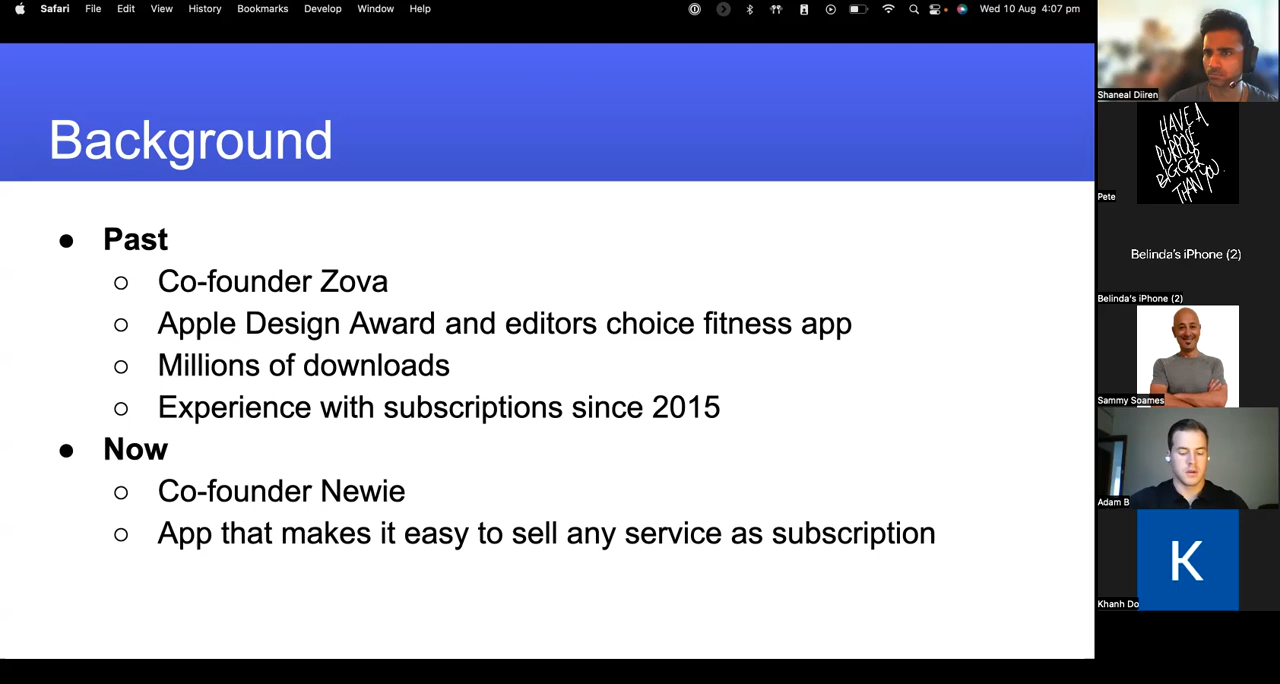 Safari File Edit View History Bookmarks Develop Window Help Wed 10 Aug 4:07 pm
Background
● Past
○ Co-founder Zova
○ Apple Design Award and editors choice fitness app
○ Millions of downloads
○ Experience with subscriptions since 2015
● Now
○ Co-founder Newie
○ App that makes it easy to sell any service as subscription
Shaneal Diiren
HAVE A
PURPOSE
BIGGER
THAN YOU.
Pete
Belinda's iPhone (2)
Belinda's iPhone (2)
Sammy Soames
Adam B
K
Khanh Do